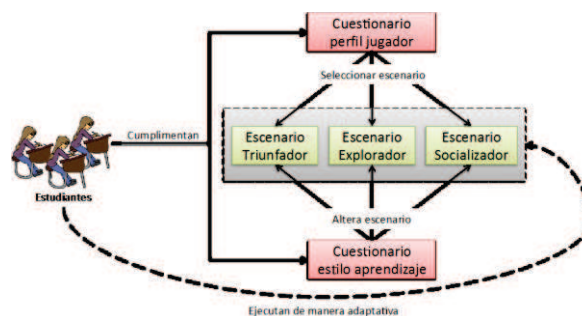 Cuestionario
perfil jugador
Seleccionar escenario
Cumplimentan
Escenario
Triunfador
Escenario
Explorador
Escenario
Socializador
Estudiantes
Altera escenario
Cuestionario
estilo aprendizaje
Ejecutan de manera adaptativa